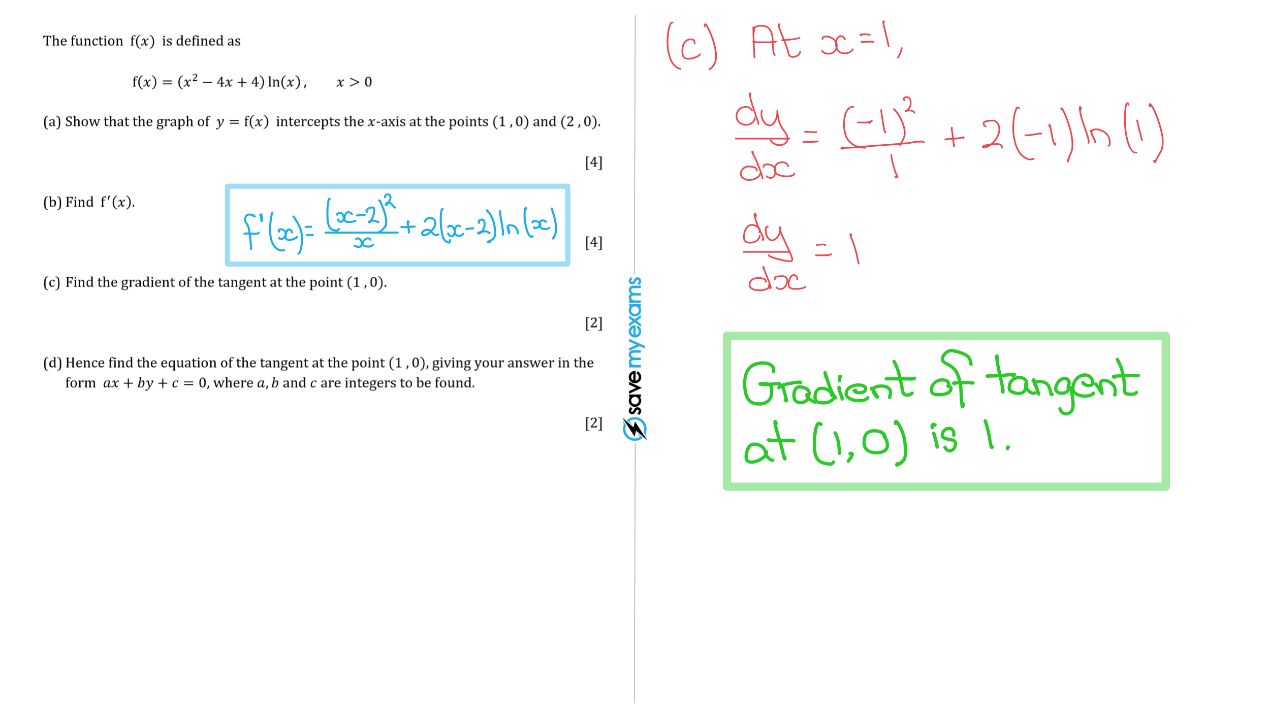 The function f(x) is defined as
f(x) = (x² − 4x + 4) ln(x), x > 0
(a) Show that the graph of y = f(x) intercepts the x-axis at the points (1 , 0) and (2 , 0).
[4]
(b) Find f′(x).
f'(x) = (x-2)²/x + 2(x-2)ln(x)
[4]
(c) Find the gradient of the tangent at the point (1 , 0).
[2]
(d) Hence find the equation of the tangent at the point (1 , 0), giving your answer in the
form ax + by + c = 0, where a, b and c are integers to be found.
[2]
savemyexams
(c) At x=1,
dy/dx = (-1)²/1 + 2(-1)ln(1)
dy/dx = 1
Gradient of tangent
at (1,0) is 1.